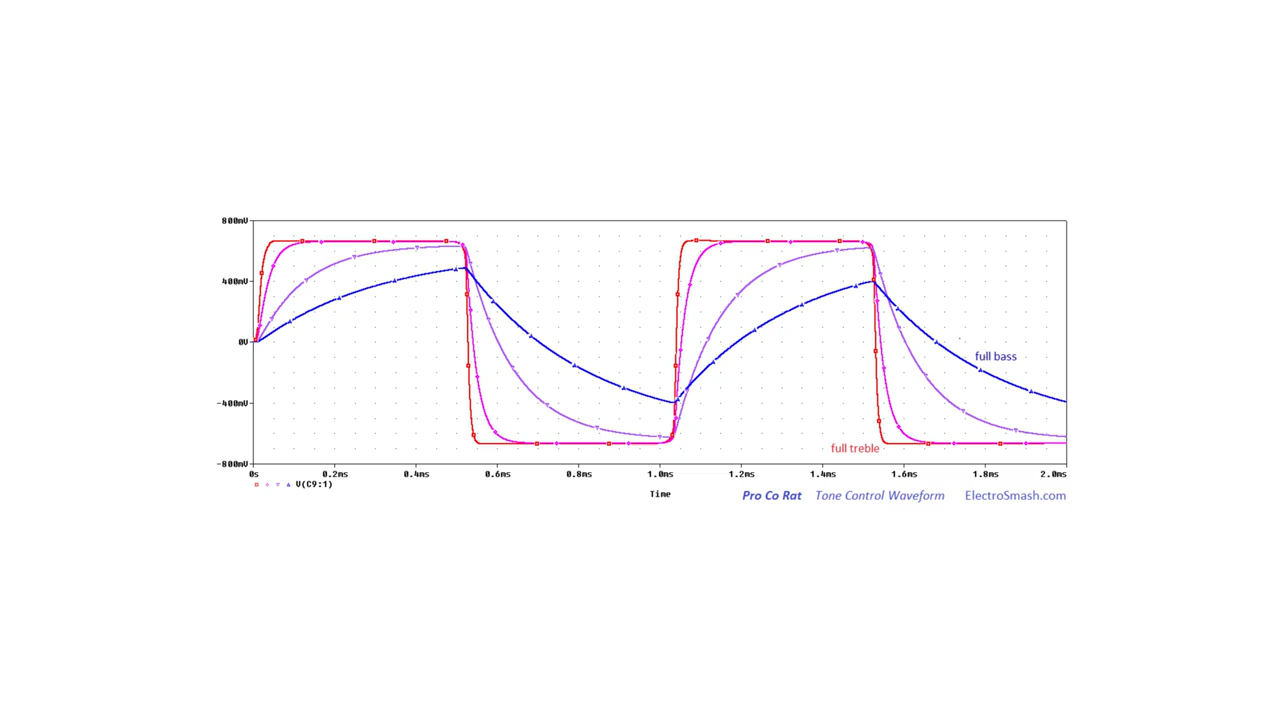 800mV
400mV
0V
-400mV
-800mV
full bass
full treble
0s 0.2ms 0.4ms 0.6ms 0.8ms 1.0ms 1.2ms 1.4ms 1.6ms 1.8ms 2.0ms
V(C9:1)
Time
Pro Co Rat Tone Control Waveform ElectroSmash.com